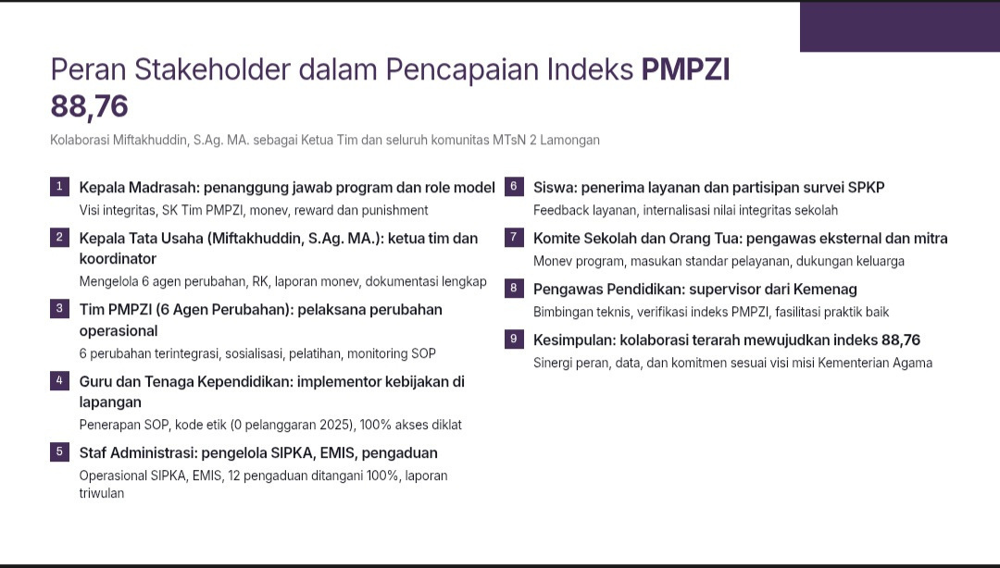 Peran Stakeholder dalam Pencapaian Indeks PMPZI
88,76
Kolaborasi Miftakhuddin, S.Ag. MA. sebagai Ketua Tim dan seluruh komunitas MTsN 2 Lamongan
1 Kepala Madrasah: penanggung jawab program dan role model
Visi integritas, SK Tim PMPZI, monev, reward dan punishment
2 Kepala Tata Usaha (Miftakhuddin, S.Ag. MA.): ketua tim dan
koordinator
Mengelola 6 agen perubahan, RK, laporan monev, dokumentasi lengkap
3 Tim PMPZI (6 Agen Perubahan): pelaksana perubahan
operasional
6 perubahan terintegrasi, sosialisasi, pelatihan, monitoring SOP
4 Guru dan Tenaga Kependidikan: implementor kebijakan di
lapangan
Penerapan SOP, kode etik (0 pelanggaran 2025), 100% akses diklat
5 Staf Administrasi: pengelola SIPKA, EMIS, pengaduan
Operasional SIPKA, EMIS, 12 pengaduan ditangani 100%, laporan
triwulan
6 Siswa: penerima layanan dan partisipan survei SPKP
Feedback layanan, internalisasi nilai integritas sekolah
7 Komite Sekolah dan Orang Tua: pengawas eksternal dan mitra
Monev program, masukan standar pelayanan, dukungan keluarga
8 Pengawas Pendidikan: supervisor dari Kemenag
Bimbingan teknis, verifikasi indeks PMPZI, fasilitasi praktik baik
9 Kesimpulan: kolaborasi terarah mewujudkan indeks 88,76
Sinergi peran, data, dan komitmen sesuai visi misi Kementerian Agama